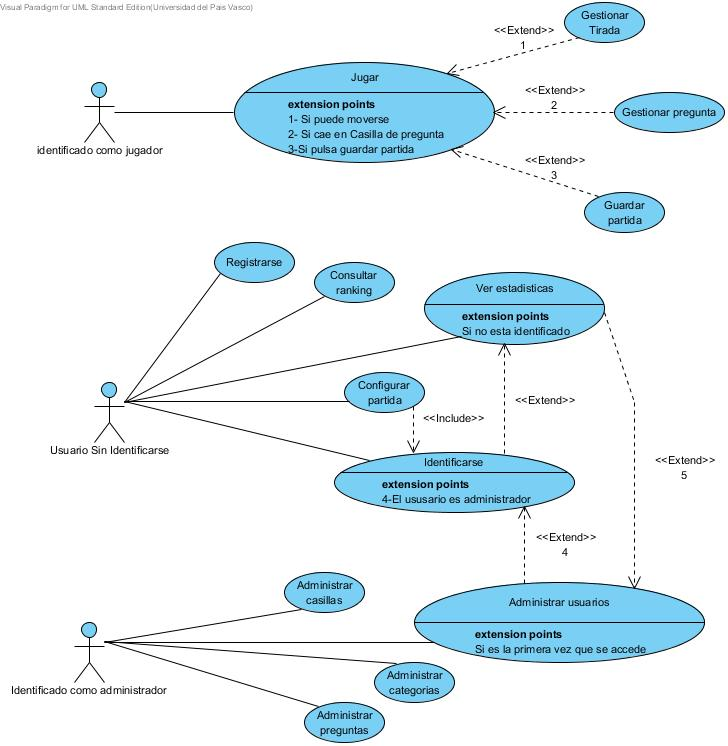 Visual Paradigm for UML Standard Edition(Universidad del Pais Vasco)
Gestionar
Tirada
<<Extend>>
1
Jugar
extension points
1- Si puede moverse
2- Si cae en Casilla de pregunta
3-Si pulsa guardar partida
<<Extend>>
2
Gestionar pregunta
identificado como jugador
<<Extend>>
3
Guardar
partida
Registrarse
Consultar
ranking
Ver estadisticas
extension points
Si no esta identificado
Configurar
partida
<<Include>>
<<Extend>>
Usuario Sin Identificarse
Identificarse
extension points
4-El ususario es administrador
<<Extend>>
5
<<Extend>>
4
Administrar
casillas
Administrar usuarios
extension points
Si es la primera vez que se accede
Identificado como administrador
Administrar
categorias
Administrar
preguntas